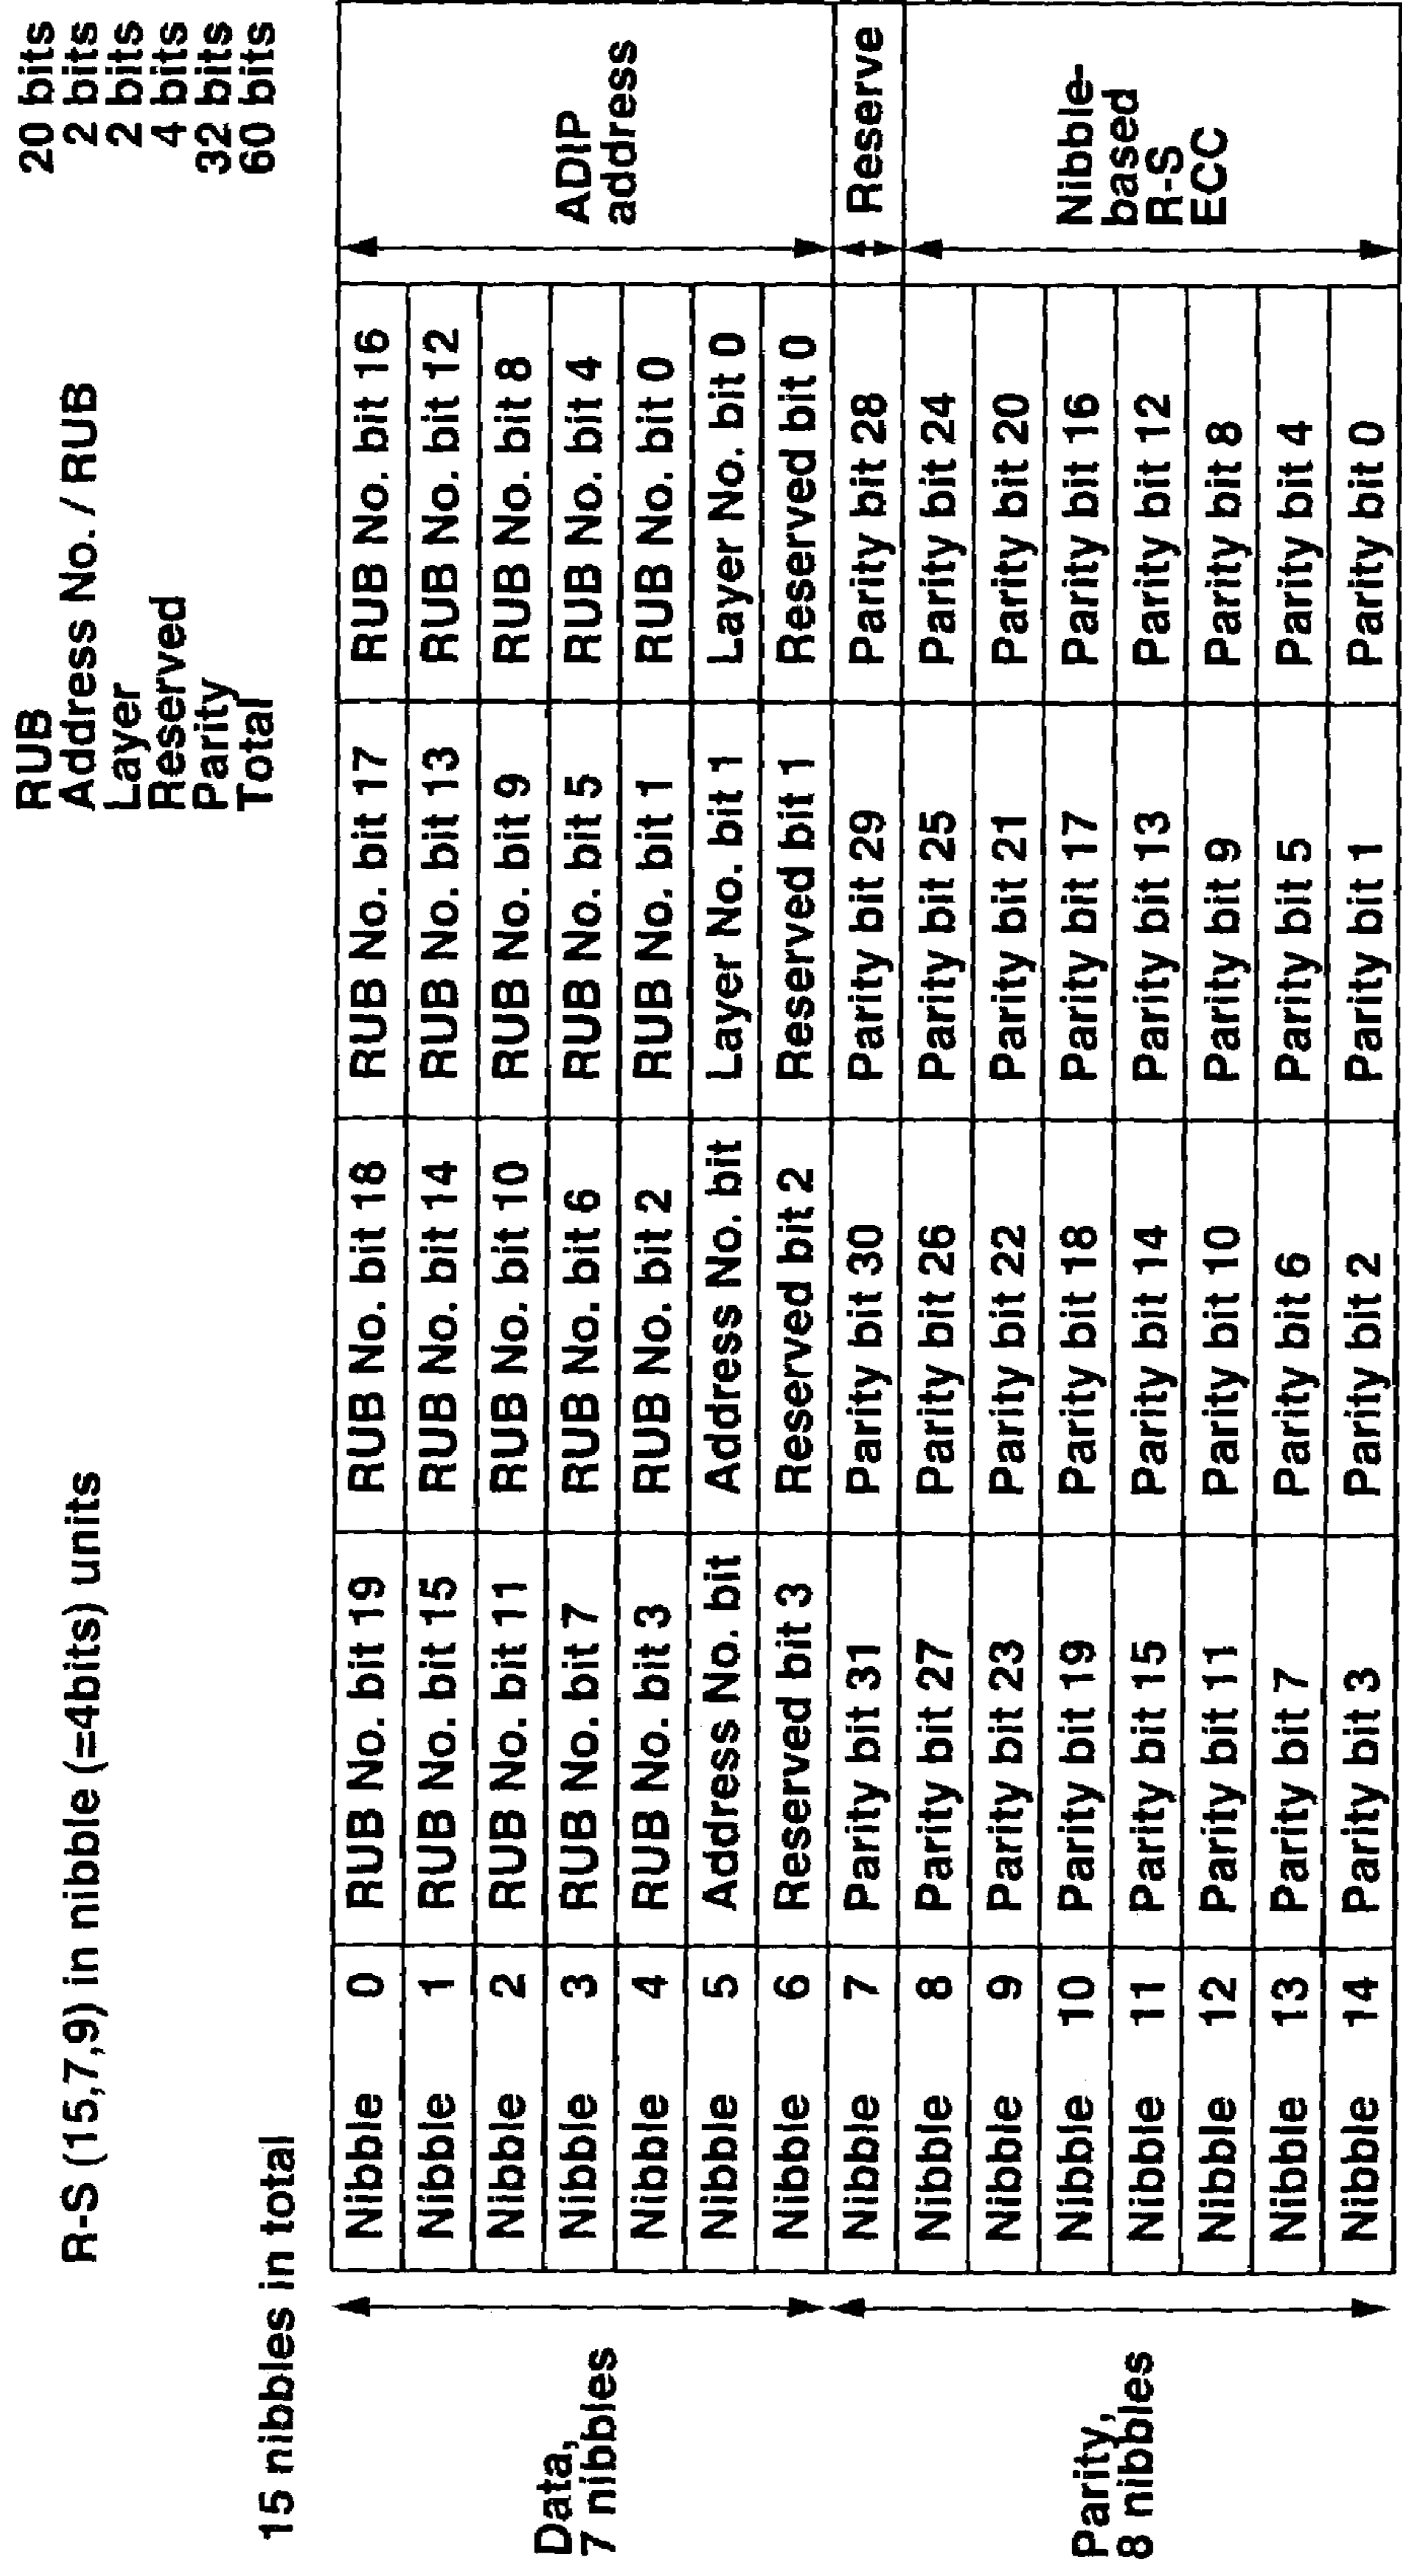 R-S (15,7,9) in nibble (=4bits) units
RUB 20 bits
Address No. / RUB 2 bits
Layer 2 bits
Reserved 4 bits
Parity 32 bits
Total 60 bits
15 nibbles in total
Data,
7 nibbles
Parity,
8 nibbles
Nibble 0 RUB No. bit 19 RUB No. bit 18 RUB No. bit 17 RUB No. bit 16
Nibble 1 RUB No. bit 15 RUB No. bit 14 RUB No. bit 13 RUB No. bit 12
Nibble 2 RUB No. bit 11 RUB No. bit 10 RUB No. bit 9 RUB No. bit 8
Nibble 3 RUB No. bit 7 RUB No. bit 6 RUB No. bit 5 RUB No. bit 4
Nibble 4 RUB No. bit 3 RUB No. bit 2 RUB No. bit 1 RUB No. bit 0
Nibble 5 Address No. bit Address No. bit Layer No. bit 1 Layer No. bit 0
Nibble 6 Reserved bit 3 Reserved bit 2 Reserved bit 1 Reserved bit 0
Nibble 7 Parity bit 31 Parity bit 30 Parity bit 29 Parity bit 28
Nibble 8 Parity bit 27 Parity bit 26 Parity bit 25 Parity bit 24
Nibble 9 Parity bit 23 Parity bit 22 Parity bit 21 Parity bit 20
Nibble 10 Parity bit 19 Parity bit 18 Parity bit 17 Parity bit 16
Nibble 11 Parity bit 15 Parity bit 14 Parity bit 13 Parity bit 12
Nibble 12 Parity bit 11 Parity bit 10 Parity bit 9 Parity bit 8
Nibble 13 Parity bit 7 Parity bit 6 Parity bit 5 Parity bit 4
Nibble 14 Parity bit 3 Parity bit 2 Parity bit 1 Parity bit 0
ADIP
address
Reserve
Nibble-
based
R-S
ECC